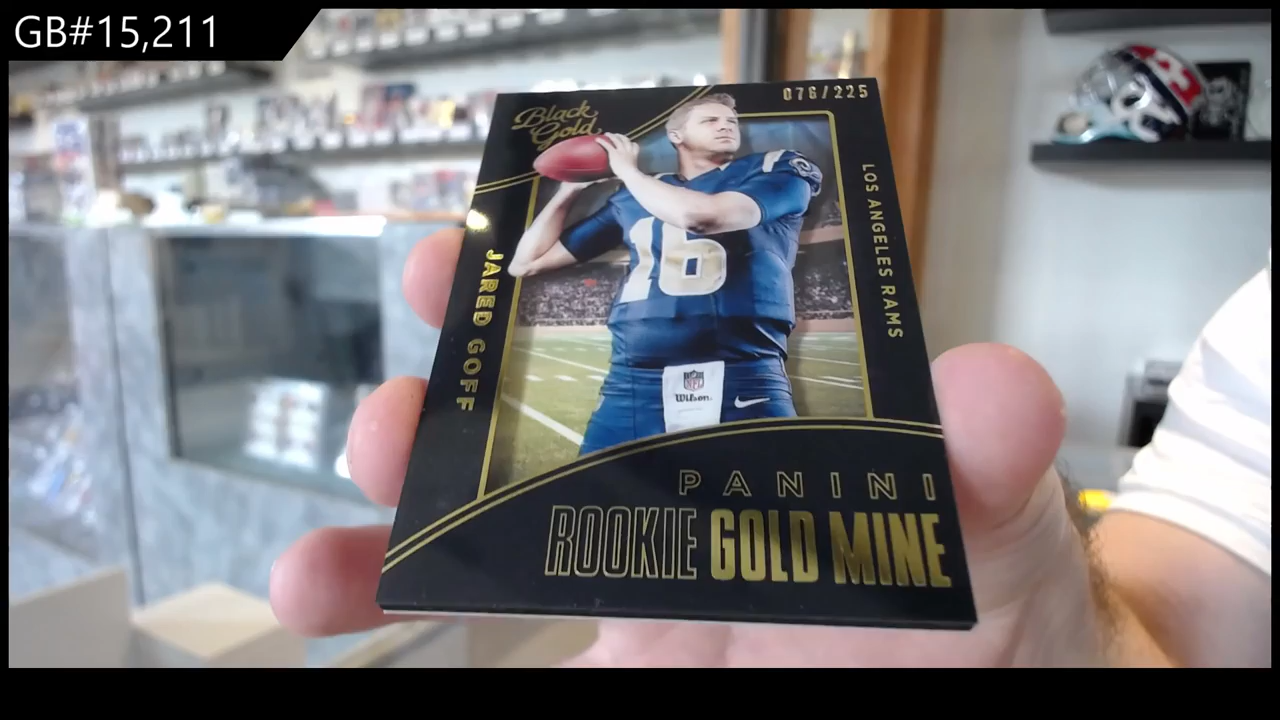 GB#15,211
Black
Gold
076/225
LOS ANGELES RAMS
JARED GOFF
16
NFL
Wilson
PANINI
ROOKIE GOLD MINE